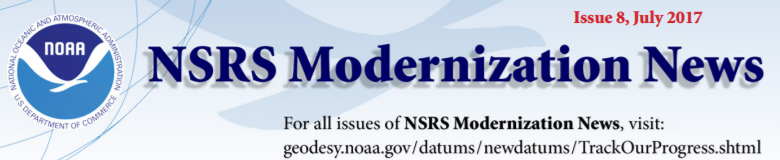 Issue 8, July 2017
NATIONAL OCEANIC AND ATMOSPHERIC ADMINISTRATION
NOAA
U.S. DEPARTMENT OF COMMERCE
NSRS Modernization News
For all issues of NSRS Modernization News, visit:
geodesy.noaa.gov/datums/newdatums/TrackOurProgress.shtml